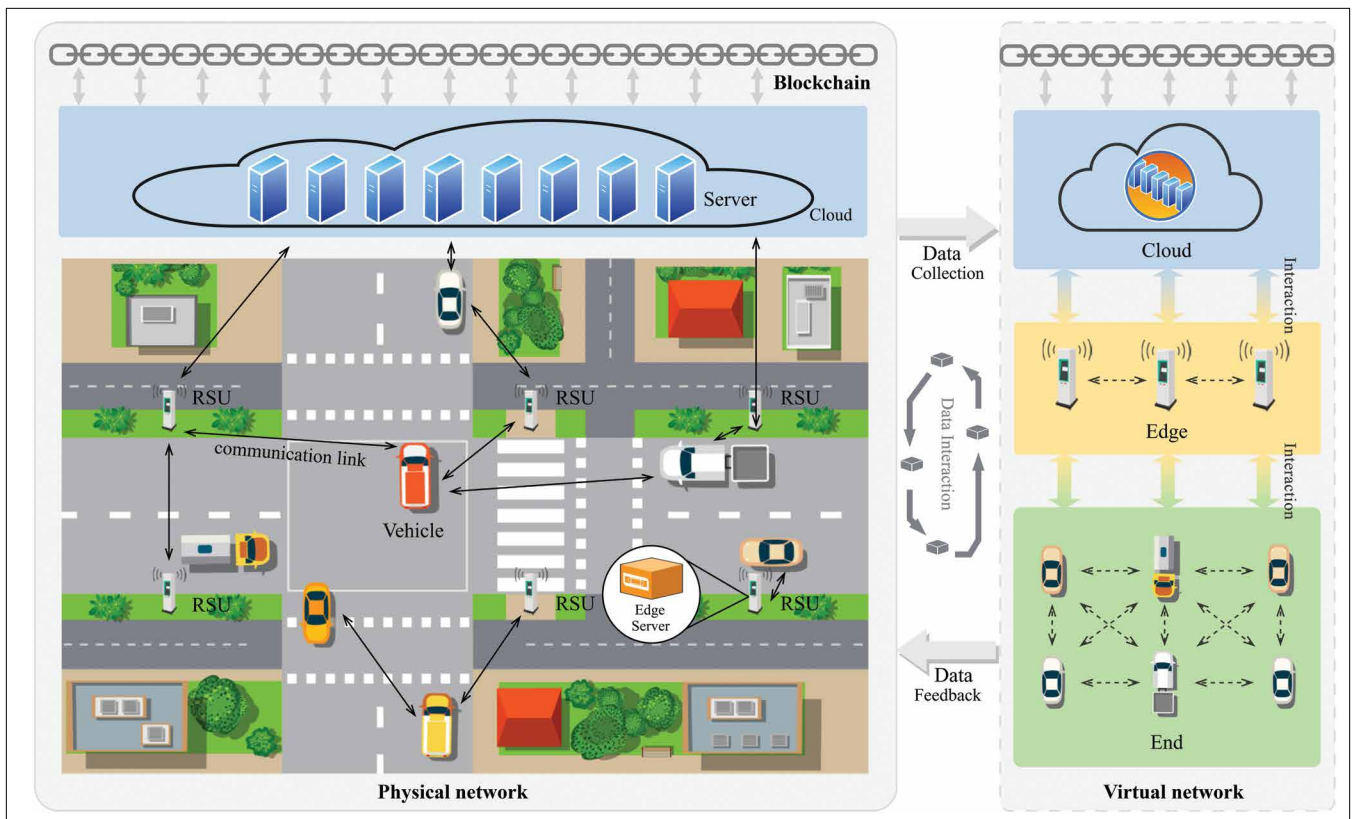 Blockchain
Server
Cloud
RSU
RSU
RSU
communication link
Vehicle
RSU
RSU
RSU
Edge
Server
Physical network
Data
Collection
Data Interaction
Data
Feedback
Cloud
Interaction
Edge
Interaction
End
Virtual network